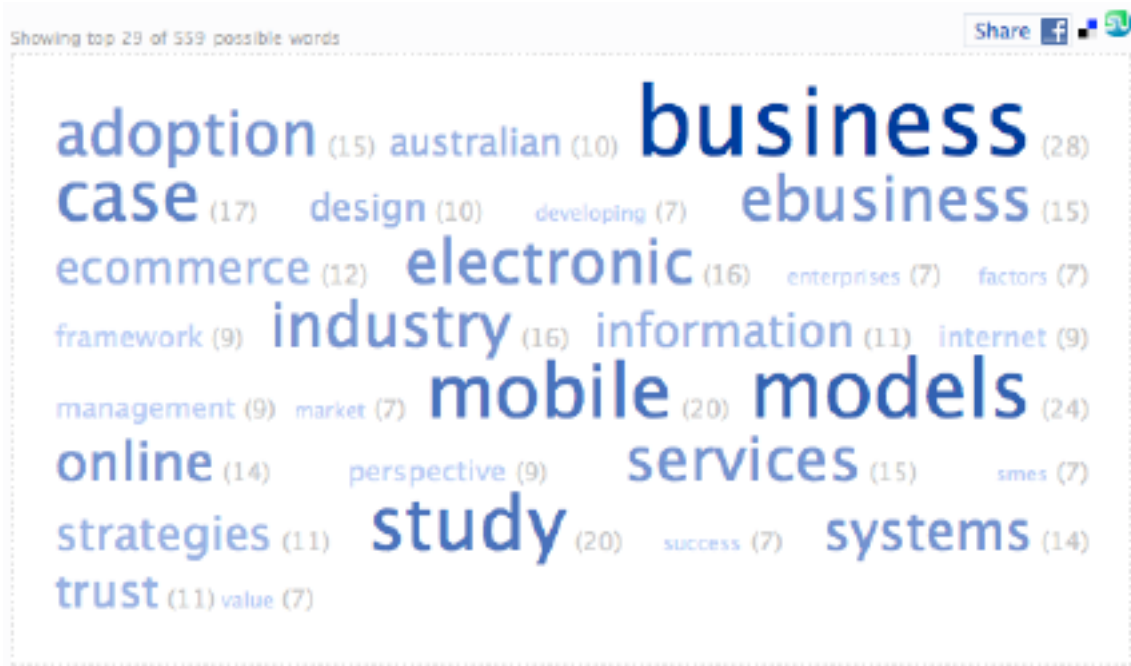 Showing top 29 of 559 possible words
Share
adoption (15) australian (10) business (28)
case (17) design (10) developing (7) ebusiness (15)
ecommerce (12) electronic (16) enterprises (7) factors (7)
framework (9) industry (16) information (11) internet (9)
management (9) market (7) mobile (20) models (24)
online (14) perspective (9) services (15) smes (7)
strategies (11) study (20) success (7) systems (14)
trust (11) value (7)